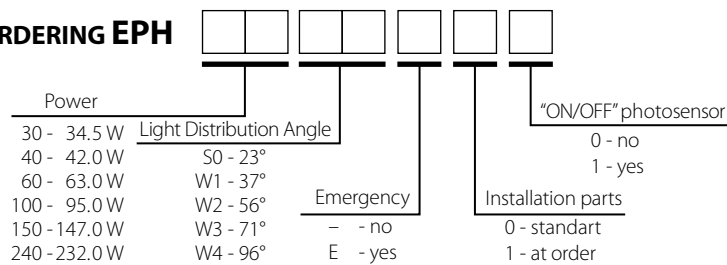 RDERING EPH
Power
30 - 34.5 W
40 - 42.0 W
60 - 63.0 W
100 - 95.0 W
150 - 147.0 W
240 - 232.0 W
Light Distribution Angle
S0 - 23°
W1 - 37°
W2 - 56°
W3 - 71°
W4 - 96°
Emergency
– - no
E - yes
Installation parts
0 - standart
1 - at order
“ON/OFF” photosensor
0 - no
1 - yes